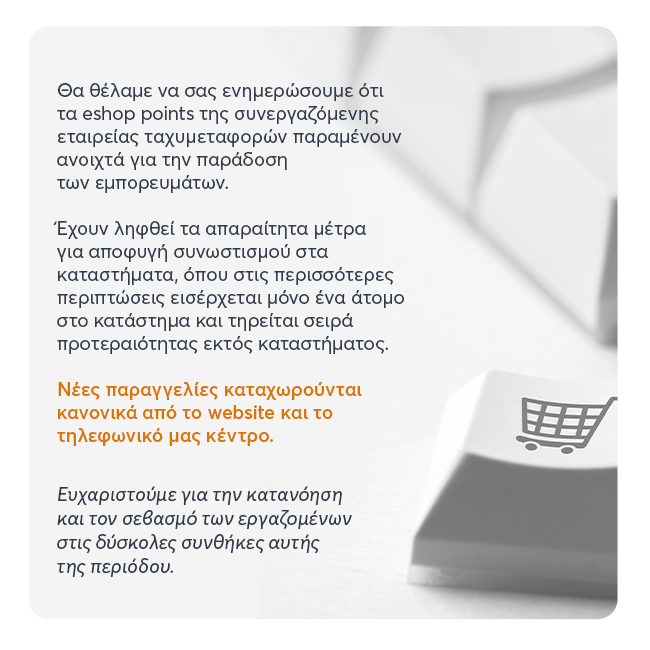 Θα θέλαμε να σας ενημερώσουμε ότι
τα eshop points της συνεργαζόμενης
εταιρείας ταχυμεταφορών παραμένουν
ανοιχτά για την παράδοση
των εμπορευμάτων.
Έχουν ληφθεί τα απαραίτητα μέτρα
για αποφυγή συνωστισμού στα
καταστήματα, όπου στις περισσότερες
περιπτώσεις εισέρχεται μόνο ένα άτομο
στο κατάστημα και τηρείται σειρά
προτεραιότητας εκτός καταστήματος.
Νέες παραγγελίες καταχωρούνται
κανονικά από το website και το
τηλεφωνικό μας κέντρο.
Ευχαριστούμε για την κατανόηση
και τον σεβασμό των εργαζομένων
στις δύσκολες συνθήκες αυτής
της περιόδου.